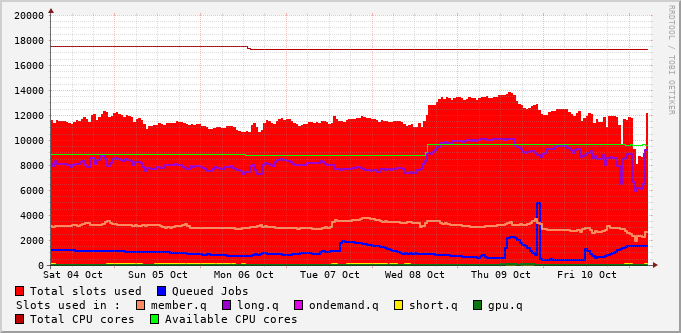 20000
18000
16000
14000
12000
10000
8000
6000
4000
2000
0
Sat 04 Oct Sun 05 Oct Mon 06 Oct Tue 07 Oct Wed 08 Oct Thu 09 Oct Fri 10 Oct
Total slots used Queued Jobs
Slots used in : member.q long.q ondemand.q short.q gpu.q
Total CPU cores Available CPU cores
RRDTOOL / TOBI OETIKER